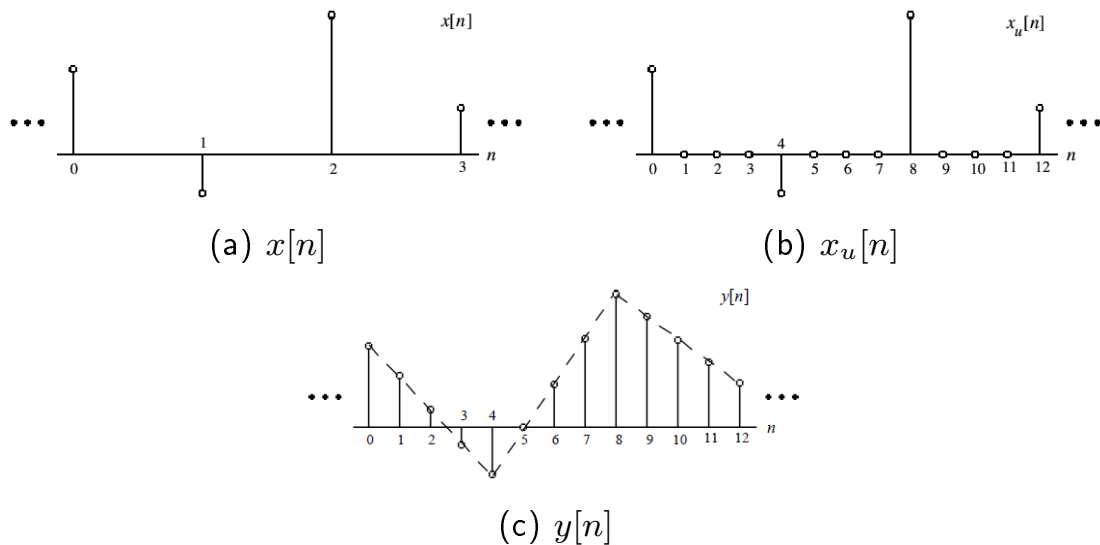 x[n]
1
0 2 3 n
(a) x[n]
x_u[n]
4
0 1 2 3 5 6 7 8 9 10 11 12 n
(b) x_u[n]
y[n]
3 4
0 1 2 5 6 7 8 9 10 11 12 n
(c) y[n]